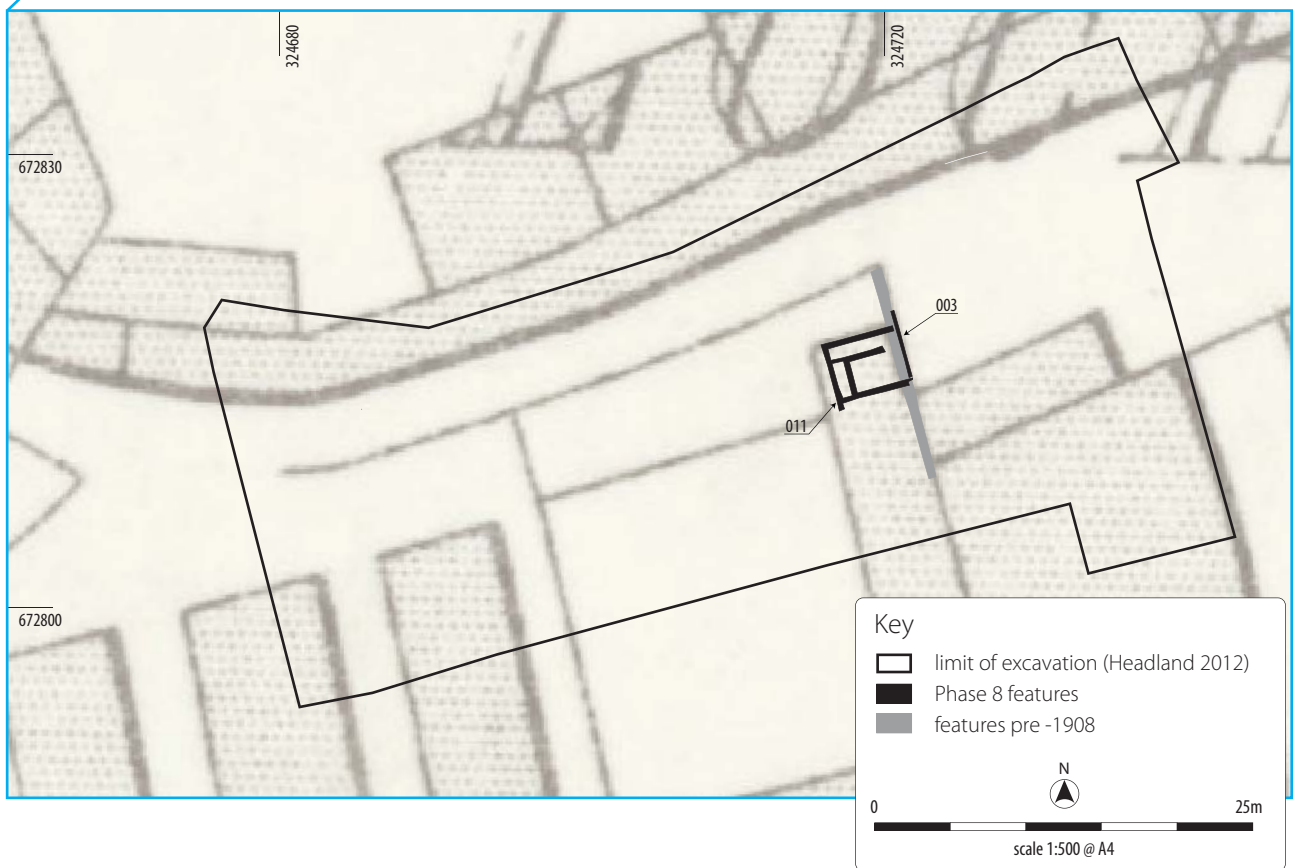 324680
324720
672830
003
011
672800
Key
limit of excavation (Headland 2012)
Phase 8 features
features pre -1908
N
0
25m
scale 1:500 @ A4